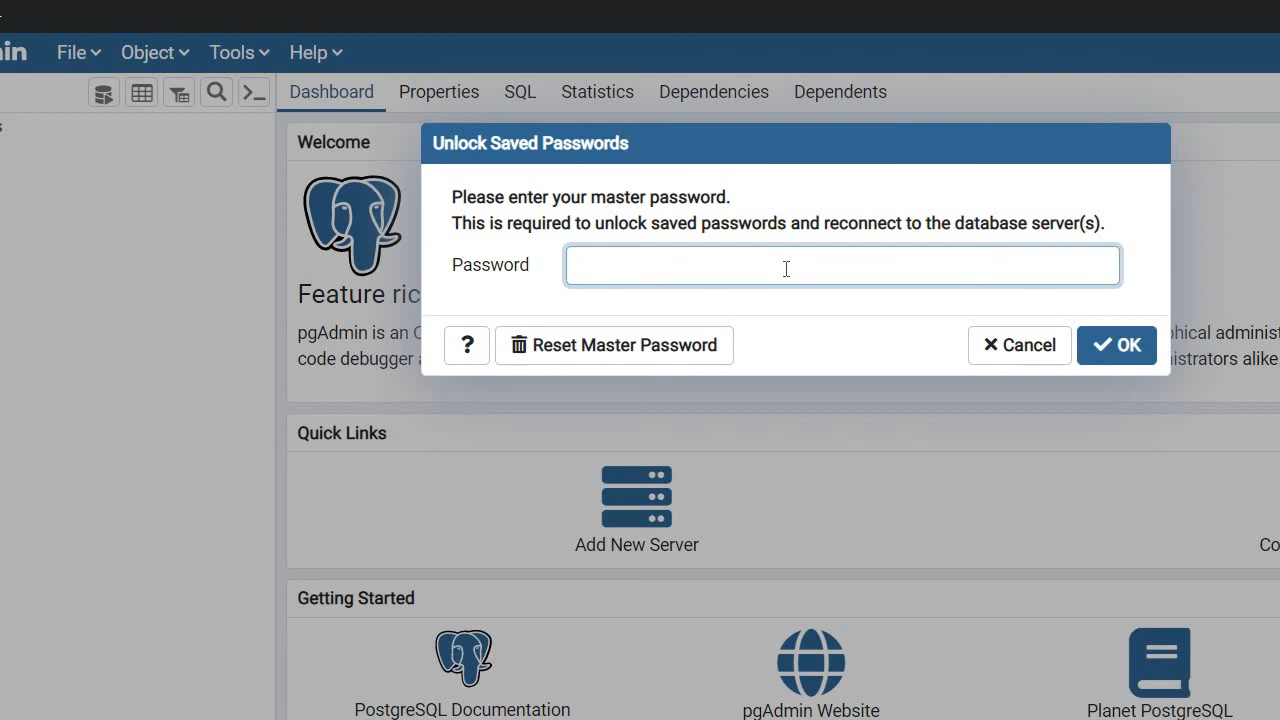 in
File
Object
Tools
Help
Dashboard
Properties
SQL
Statistics
Dependencies
Dependents
s
Welcome
Unlock Saved Passwords
Please enter your master password.
This is required to unlock saved passwords and reconnect to the database server(s).
Password
? Reset Master Password Cancel OK
Feature ric
pgAdmin is an
hical administ
code debugger
istrators alike
Quick Links
Add New Server
Co
Getting Started
PostgreSQL Documentation
pgAdmin Website
Planet PostgreSQL